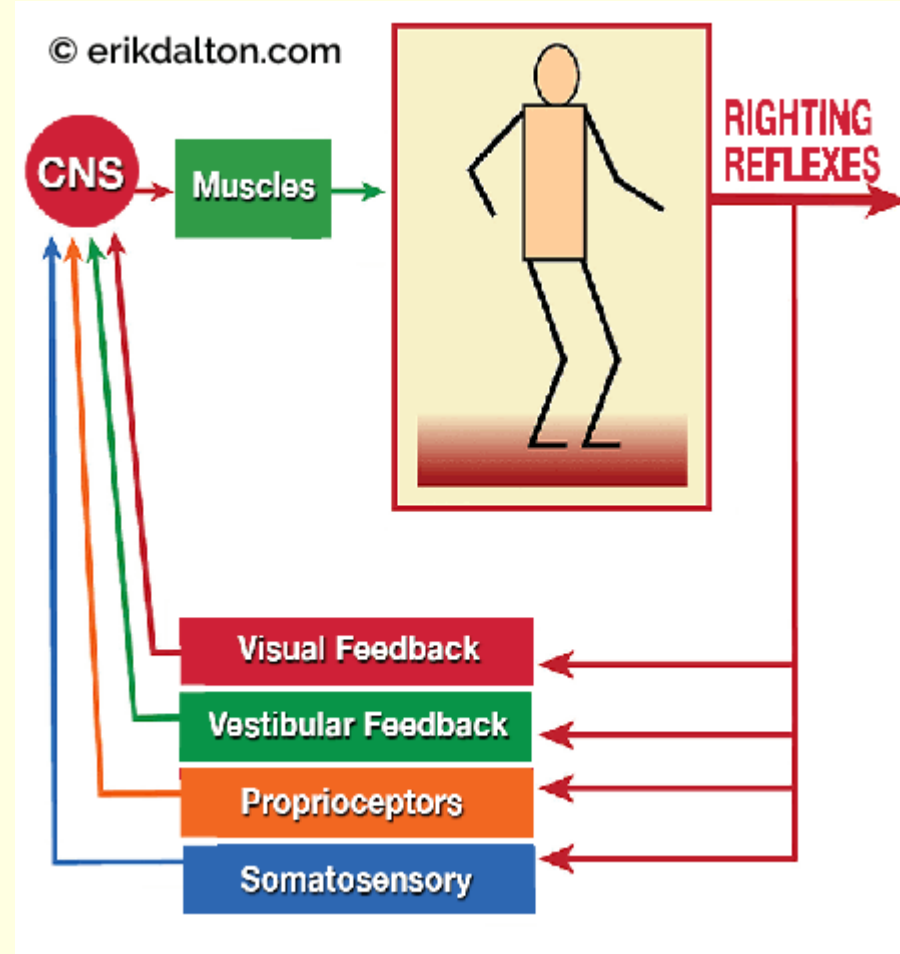 © erikdalton.com
CNS
Muscles
RIGHTING
REFLEXES
Visual Feedback
Vestibular Feedback
Proprioceptors
Somatosensory